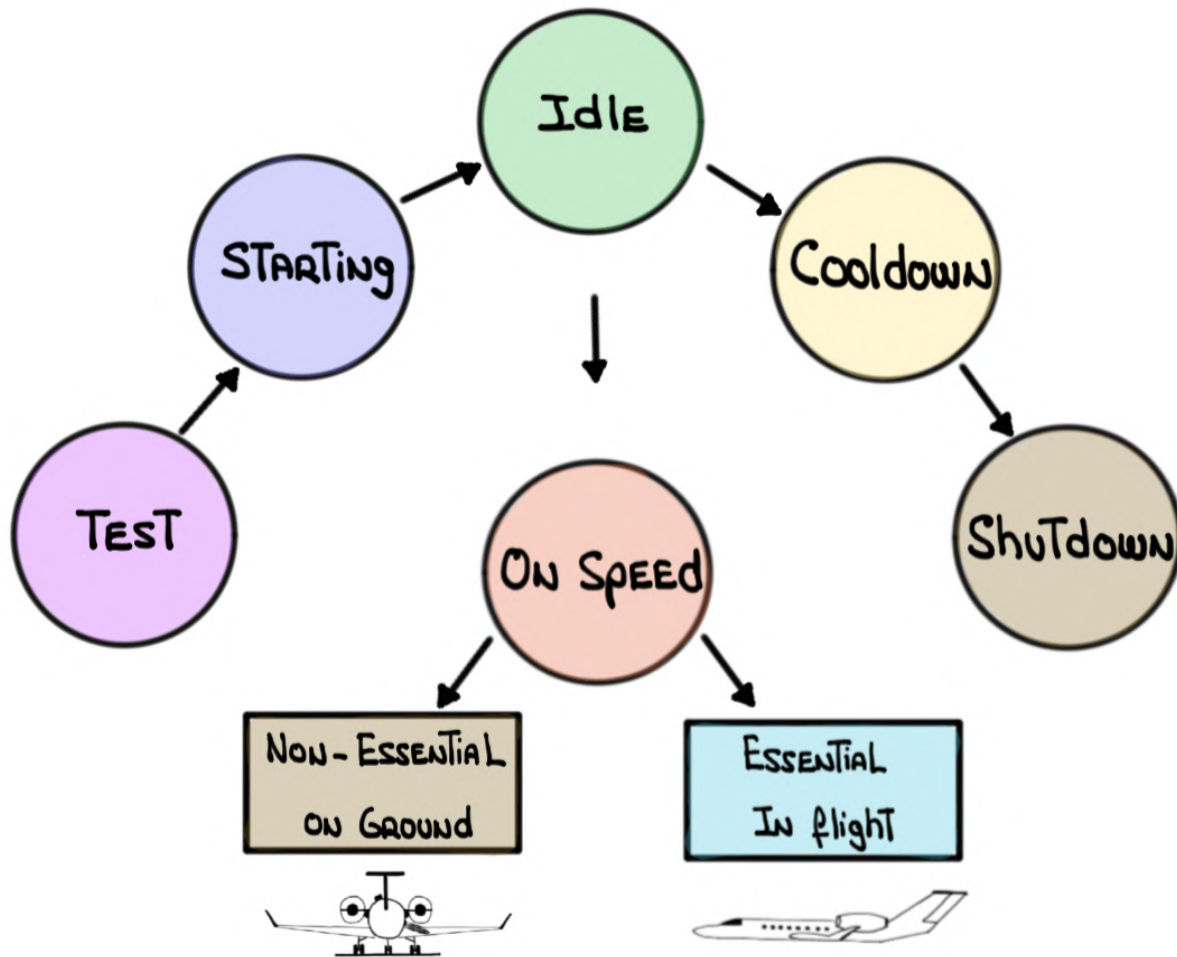 Idle
Starting
Cooldown
Test
Shutdown
On Speed
Non-Essential
on Ground
Essential
In flight